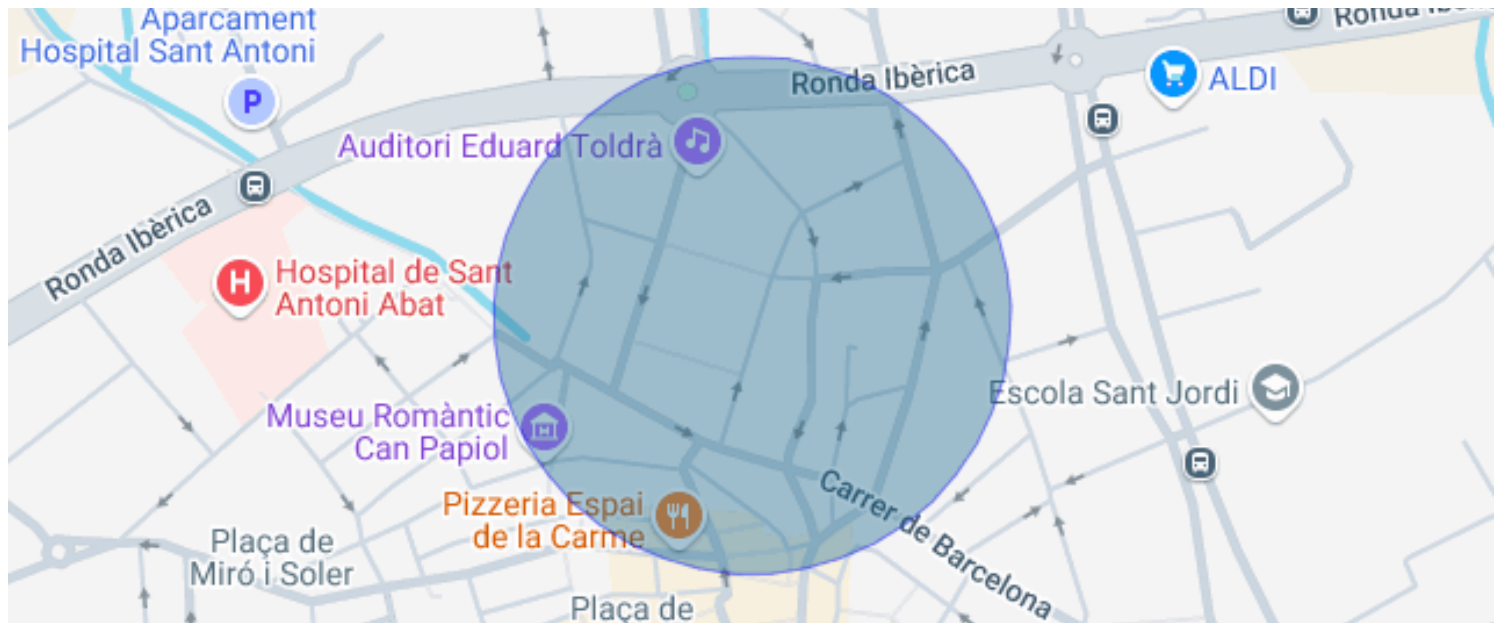 Aparcament
Hospital Sant Antoni
P
Ronda Ibèrica
Ronda Ibèrica
ALDI
Auditori Eduard Toldrà
Ronda Ibèrica
H
Hospital de Sant
Antoni Abat
Escola Sant Jordi
Museu Romàntic
Can Papiol
Pizzeria Espai
de la Carme
Carrer de Barcelona
Plaça de
Miró i Soler
Plaça de